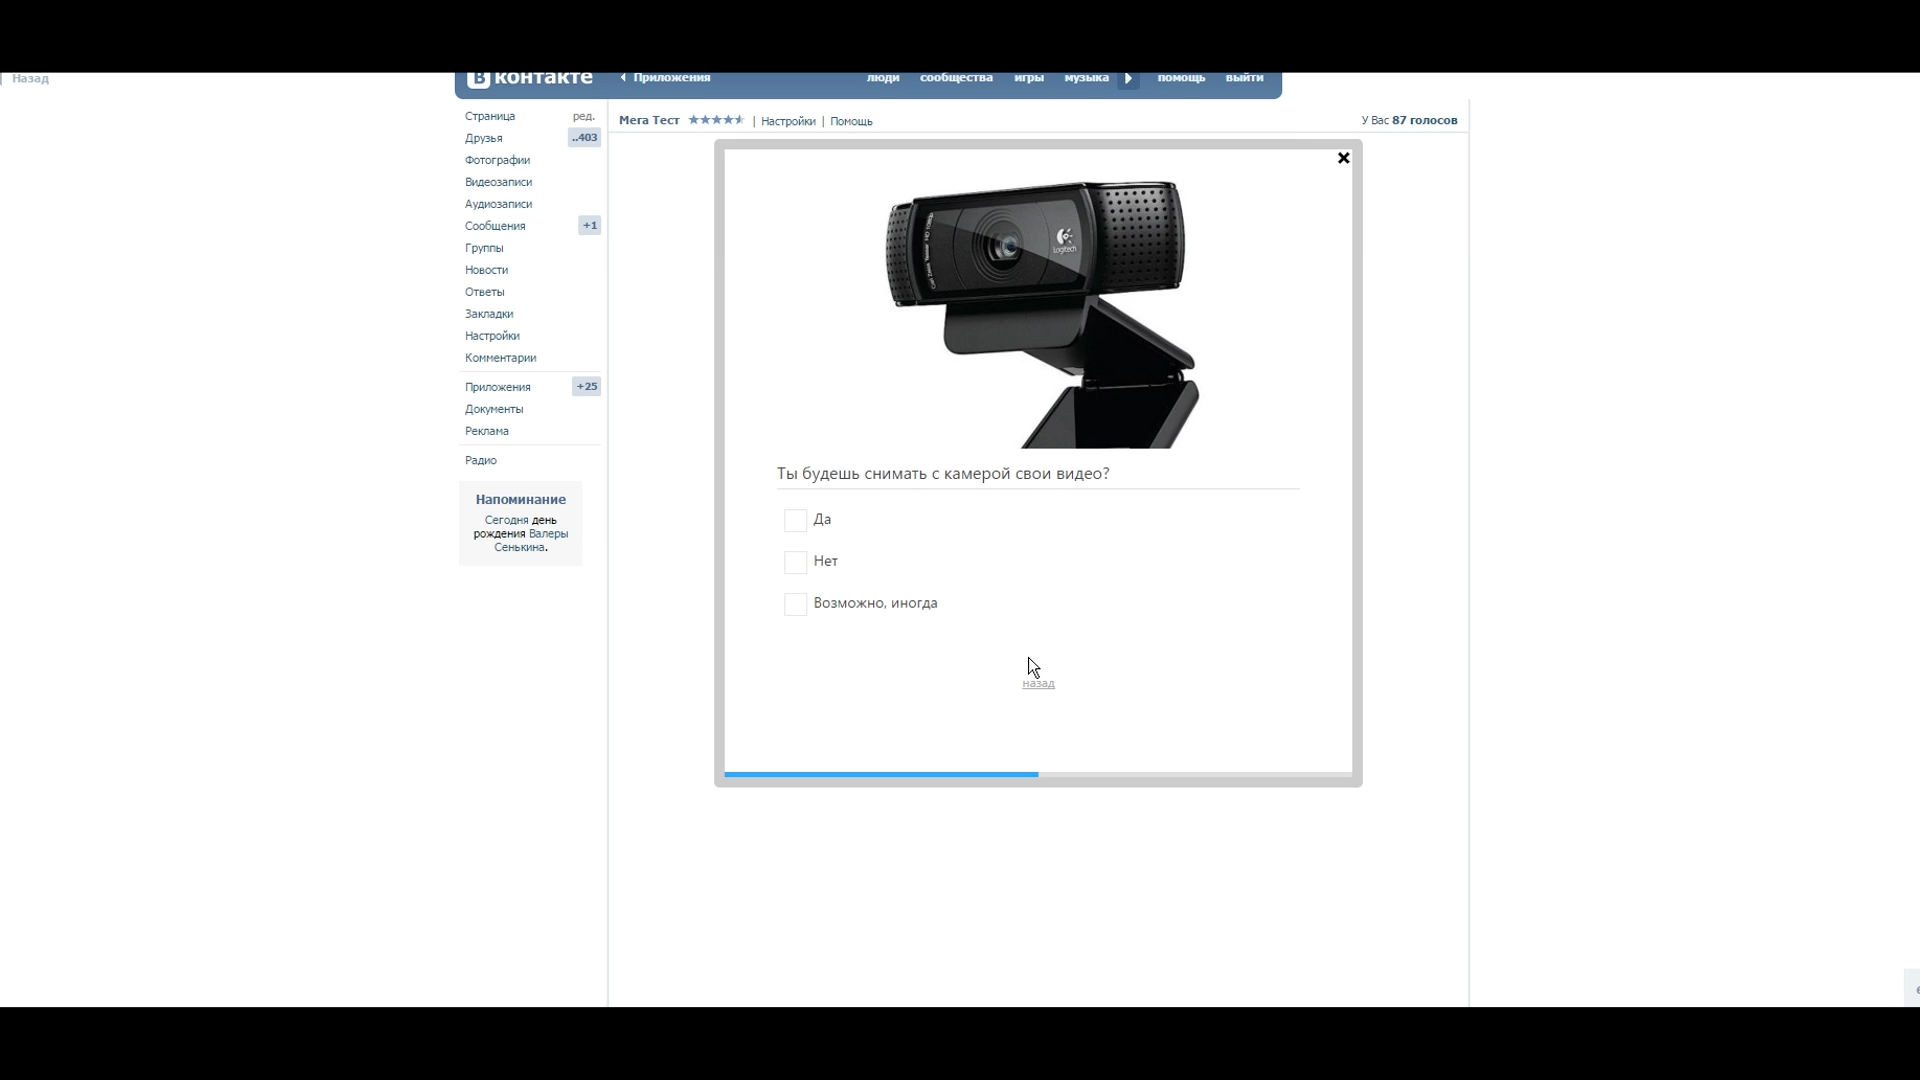 Назад
В контакте
Приложения
люди
сообщества
игры
музыка
помощь
выйти
Страница
ред.
Друзья
..403
Фотографии
Видеозаписи
Аудиозаписи
Сообщения
+1
Группы
Новости
Ответы
Закладки
Настройки
Комментарии
Приложения
+25
Документы
Реклама
Радио
Напоминание
Сегодня день
рождения Валеры
Сенькина.
Мега Тест | Настройки | Помощь
У Вас 87 голосов
Logitech
Ты будешь снимать с камерой свои видео?
Да
Нет
Возможно, иногда
назад